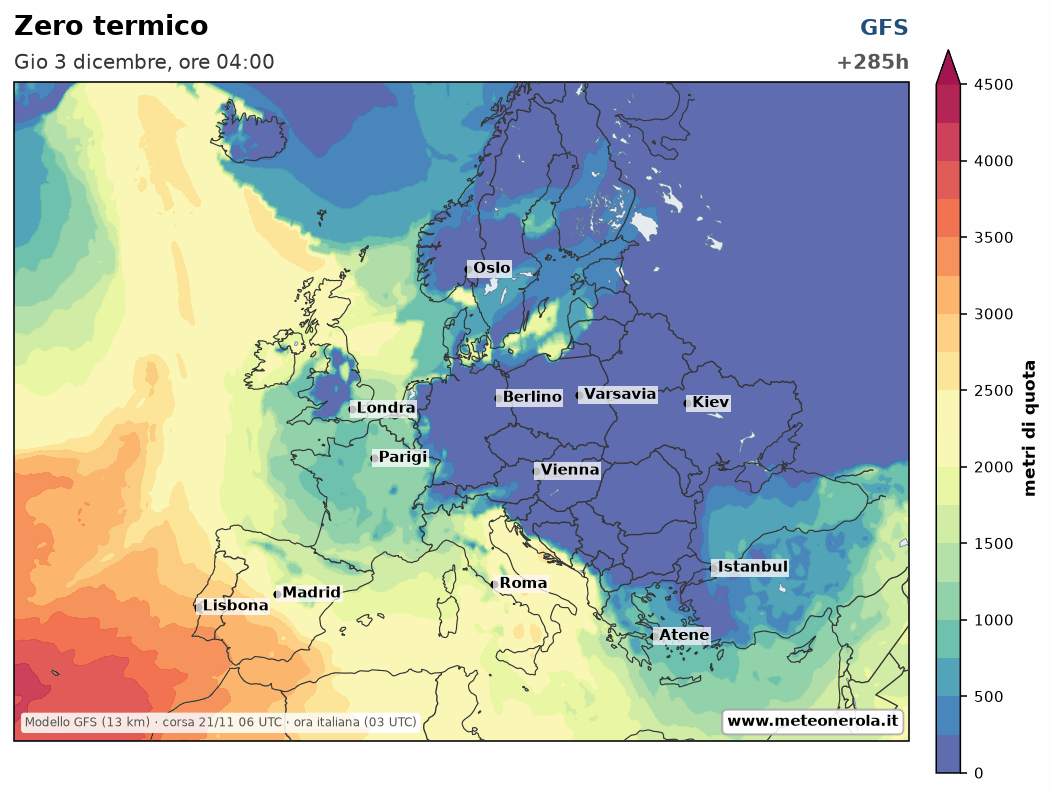 Zero termico
GFS
Gio 3 dicembre, ore 04:00
+285h
4500
4000
3500
3000
2500
2000
1500
1000
500
0
metri di quota
Oslo
Londra
Berlino
Varsavia
Kiev
Parigi
Vienna
Istanbul
Roma
Madrid
Lisbona
Atene
Modello GFS (13 km) · corsa 21/11 06 UTC · ora italiana (03 UTC)
www.meteonerola.it